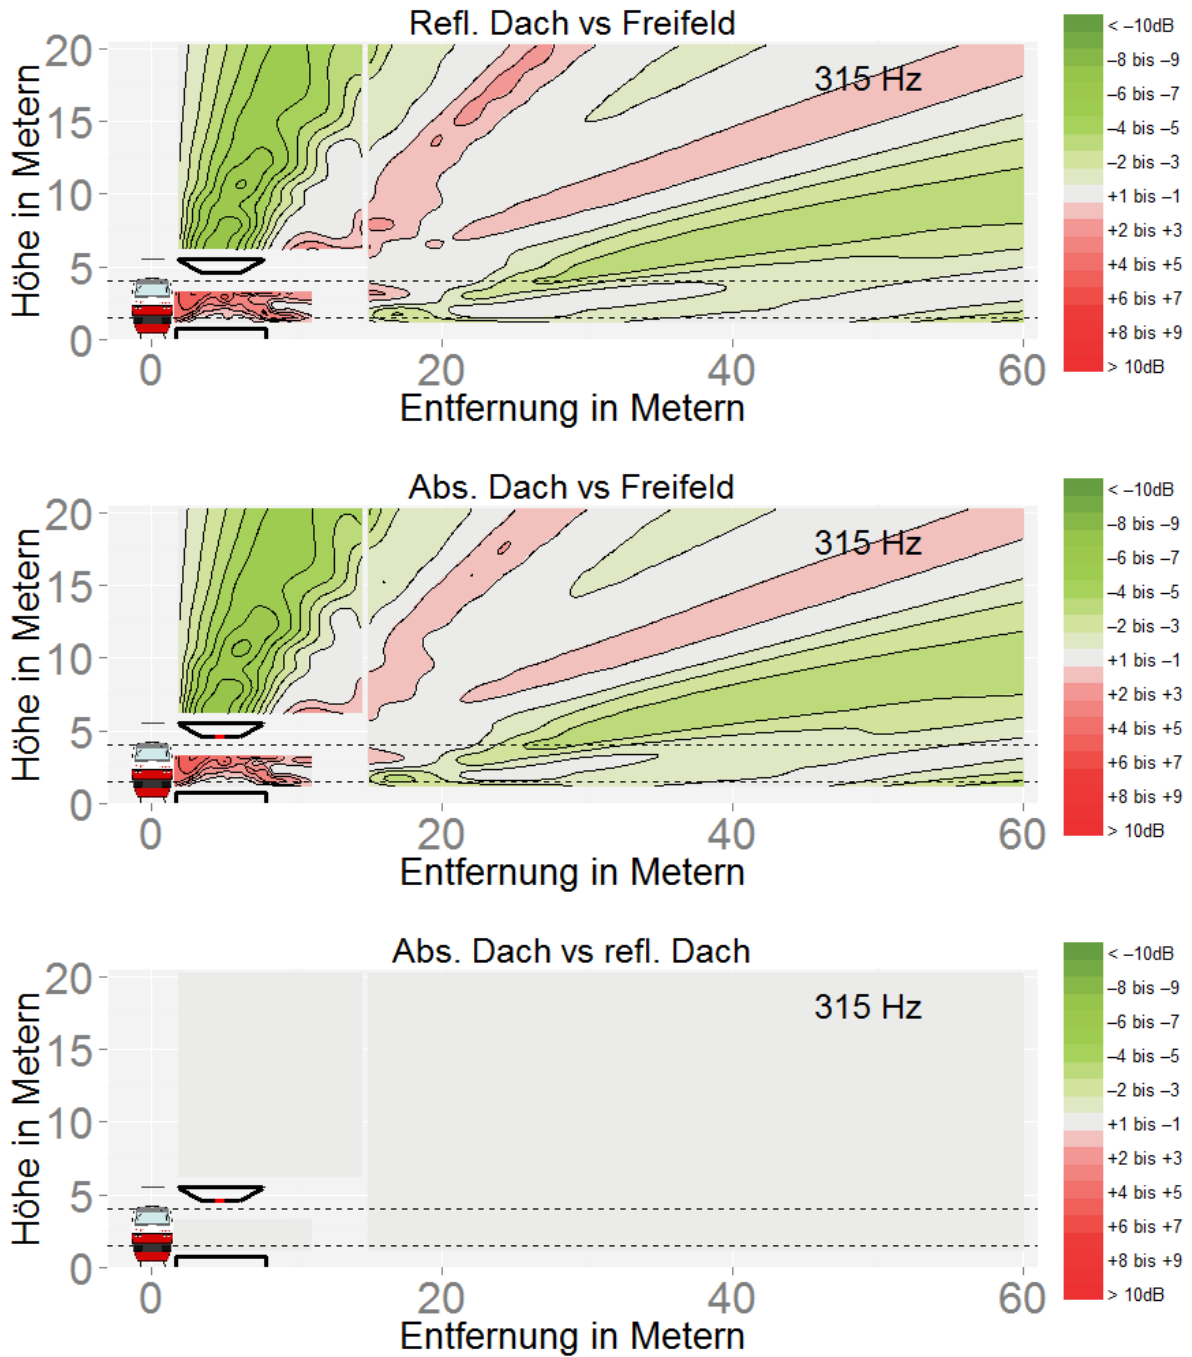 Refl. Dach vs Freifeld
315 Hz
Höhe in Metern
20
15
10
5
0
0 20 40 60
Entfernung in Metern
< –10dB
–8 bis –9
–6 bis –7
–4 bis –5
–2 bis –3
+1 bis –1
+2 bis +3
+4 bis +5
+6 bis +7
+8 bis +9
> 10dB
Abs. Dach vs Freifeld
315 Hz
Höhe in Metern
20
15
10
5
0
0 20 40 60
Entfernung in Metern
< –10dB
–8 bis –9
–6 bis –7
–4 bis –5
–2 bis –3
+1 bis –1
+2 bis +3
+4 bis +5
+6 bis +7
+8 bis +9
> 10dB
Abs. Dach vs refl. Dach
315 Hz
Höhe in Metern
20
15
10
5
0
0 20 40 60
Entfernung in Metern
< –10dB
–8 bis –9
–6 bis –7
–4 bis –5
–2 bis –3
+1 bis –1
+2 bis +3
+4 bis +5
+6 bis +7
+8 bis +9
> 10dB